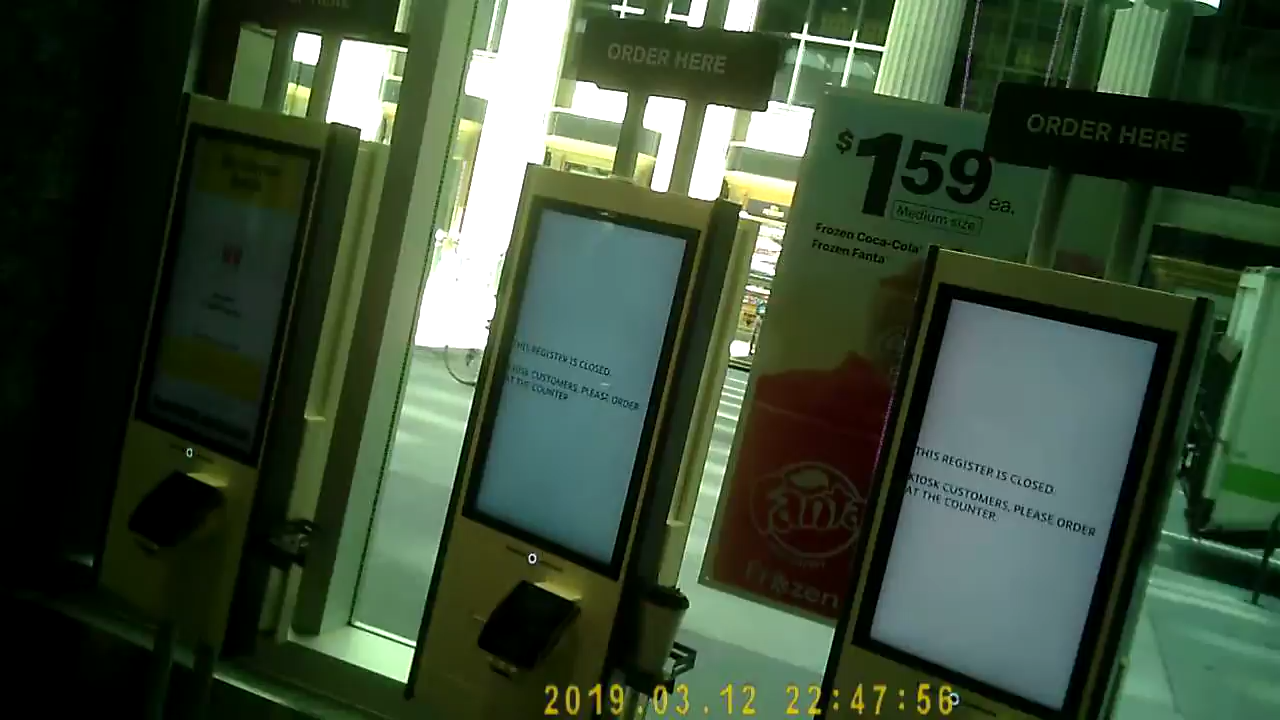 HERE
ORDER HERE
ORDER HERE
$159 ea.
Medium size
Frozen Coca-Cola
Frozen Fanta
THIS REGISTER IS CLOSED.
KIOSK CUSTOMERS, PLEASE ORDER
AT THE COUNTER.
THIS REGISTER IS CLOSED.
KIOSK CUSTOMERS, PLEASE ORDER
AT THE COUNTER.
Fanta
Frozen
2019.03.12 22:47:56